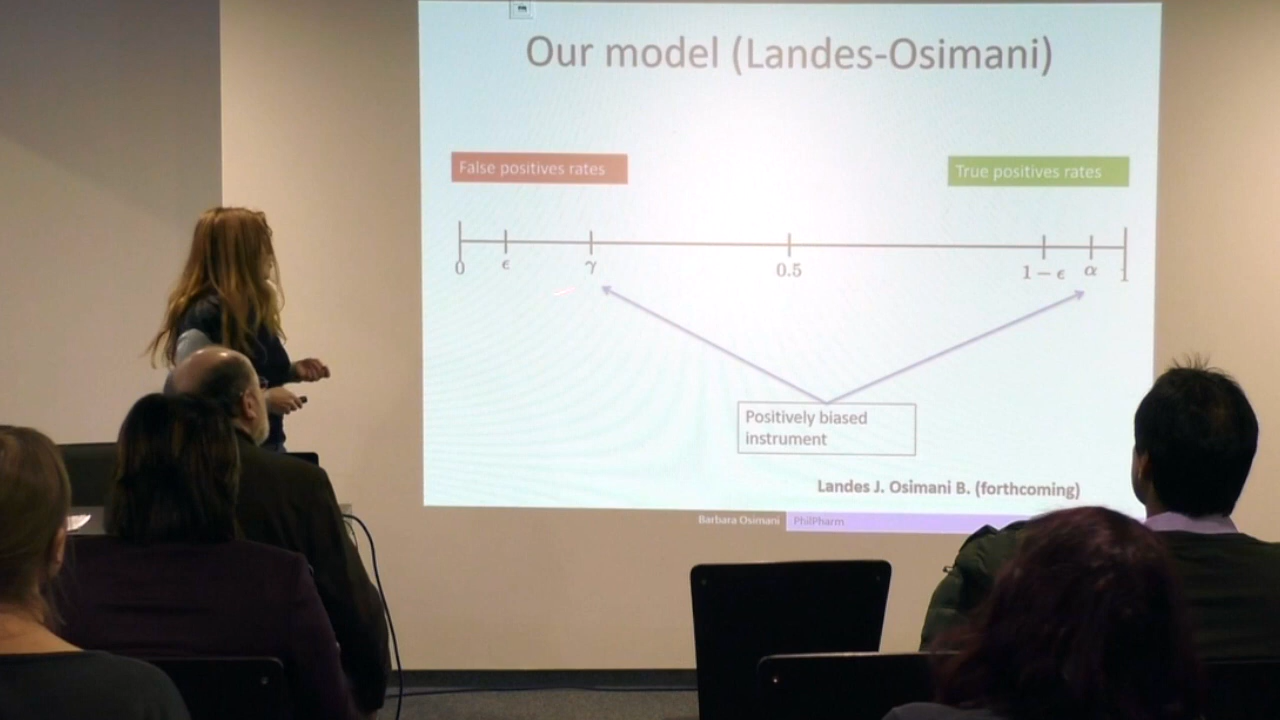 Our model (Landes-Osimani)
False positives rates
True positives rates
0 ϵ γ 0.5 1 − ϵ α 1
Positively biased
instrument
Landes J. Osimani B. (forthcoming)
Barbara Osimani PhilPharm